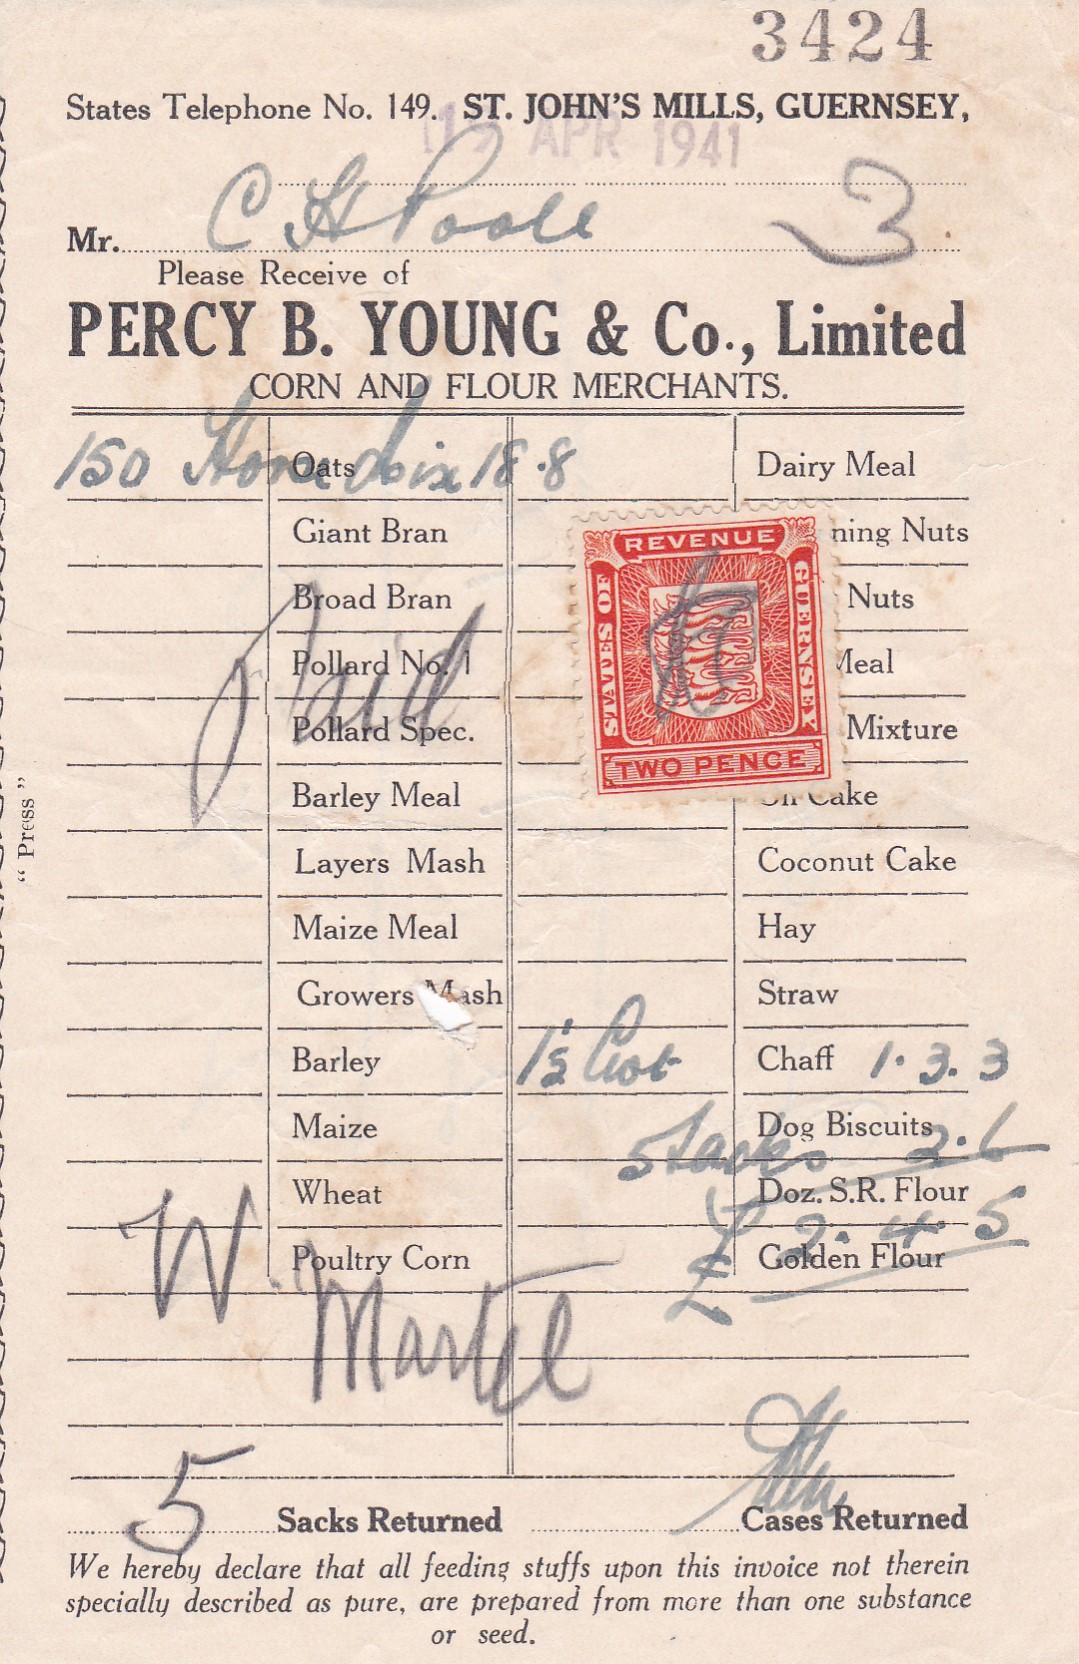 3424
States Telephone No. 149. ST. JOHN'S MILLS, GUERNSEY,
APR 1941
Mr. C H Poole 3
Please Receive of
PERCY B. YOUNG & Co., Limited
CORN AND FLOUR MERCHANTS.
150 Oats 18.8 Dairy Meal
Giant Bran ning Nuts
Broad Bran Nuts
Pollard No. 1 Meal
Pollard Spec. Mixture
Paid
REVENUE
STATES OF
GUERNSEY
TWO PENCE
Barley Meal Oil Cake
Layers Mash Coconut Cake
Maize Meal Hay
Growers Mash Straw
Barley Chaff 1.3.3
Maize Dog Biscuits
5 Sacks 2.6
Wheat Doz. S.R. Flour
£ 2.4.5
Poultry Corn Golden Flour
W. Martel
5 Sacks Returned Cases Returned
We hereby declare that all feeding stuffs upon this invoice not therein
specially described as pure, are prepared from more than one substance
or seed.
" Press "